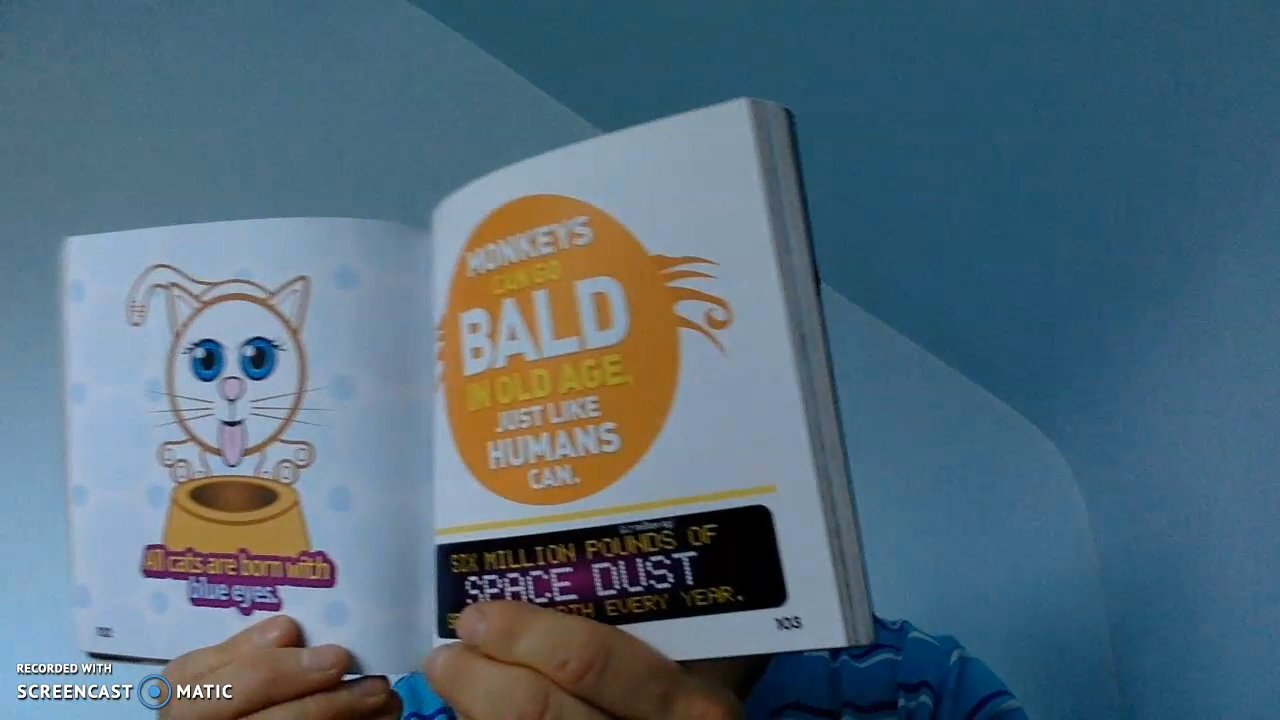 All cats are born with
blue eyes.
102
MONKEYS
CAN GO
BALD
IN OLD AGE,
JUST LIKE
HUMANS
CAN.
SIX MILLION POUNDS OF
SPACE DUST
EVERY YEAR.
103
RECORDED WITH
SCREENCAST MATIC